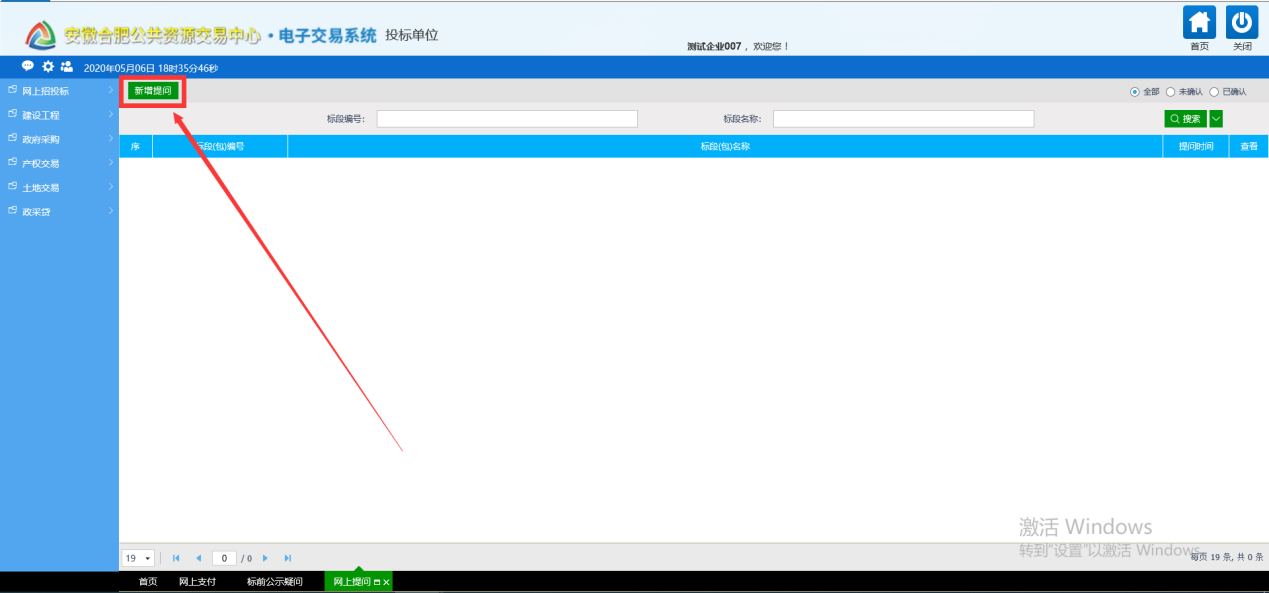 安徽合肥公共资源交易中心·电子交易系统 投标单位
测试企业007，欢迎您！
首页 关闭
2020年05月06日 18时35分46秒
网上招投标
建设工程
政府采购
产权交易
土地交易
政采贷
新增提问
全部 未确认 已确认
标段编号: 标段名称: 搜索
序 标段(包)编号 标段(包)名称 提问时间 查看
激活 Windows
转到"设置"以激活 Windows。
19 0 / 0 每页 19 条, 共 0 条
首页 网上支付 标前公示疑问 网上提问